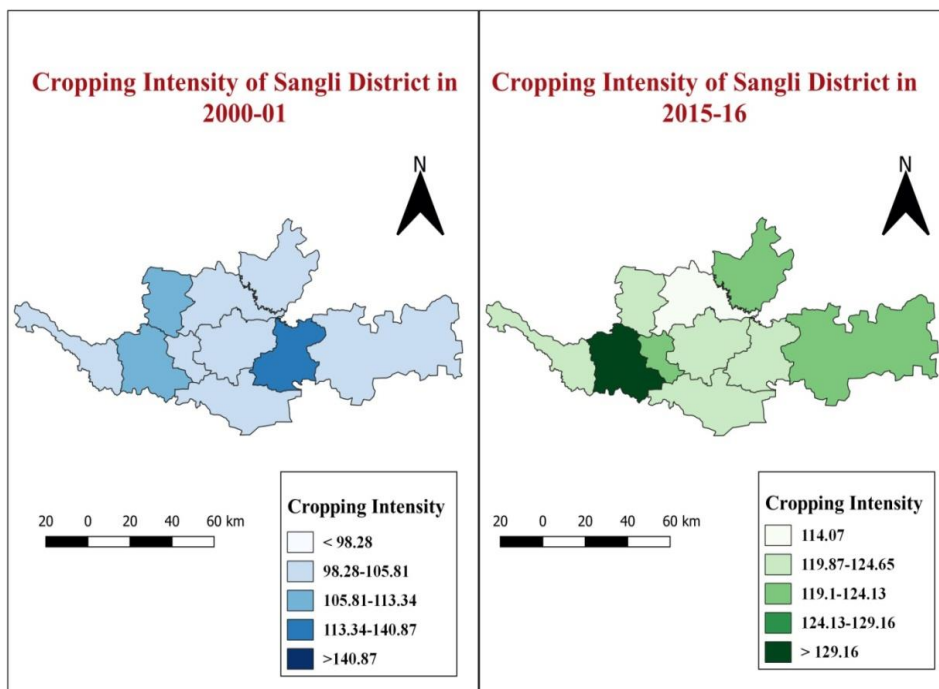 Cropping Intensity of Sangli District in
2000-01
N
Cropping Intensity
< 98.28
98.28-105.81
105.81-113.34
113.34-140.87
>140.87
20 0 20 40 60 km
Cropping Intensity of Sangli District in
2015-16
N
Cropping Intensity
114.07
119.87-124.65
119.1-124.13
124.13-129.16
> 129.16
20 0 20 40 60 km